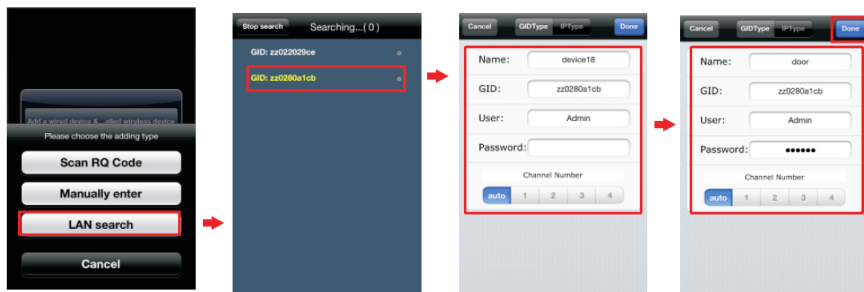 Add a wired device &...alled wireless device
Please choose the adding type
Scan RQ Code
Manually enter
LAN search
Cancel
Stop search
Searching...( 0 )
GID: zz022029ce
GID: zz0280a1cb
Cancel
GIDType
IPType
Done
Name: device18
GID: zz0280a1cb
User: Admin
Password:
Channel Number
auto 1 2 3 4
Cancel
GIDType
IPType
Done
Name: door
GID: zz0280a1cb
User: Admin
Password: ••••••
Channel Number
auto 1 2 3 4